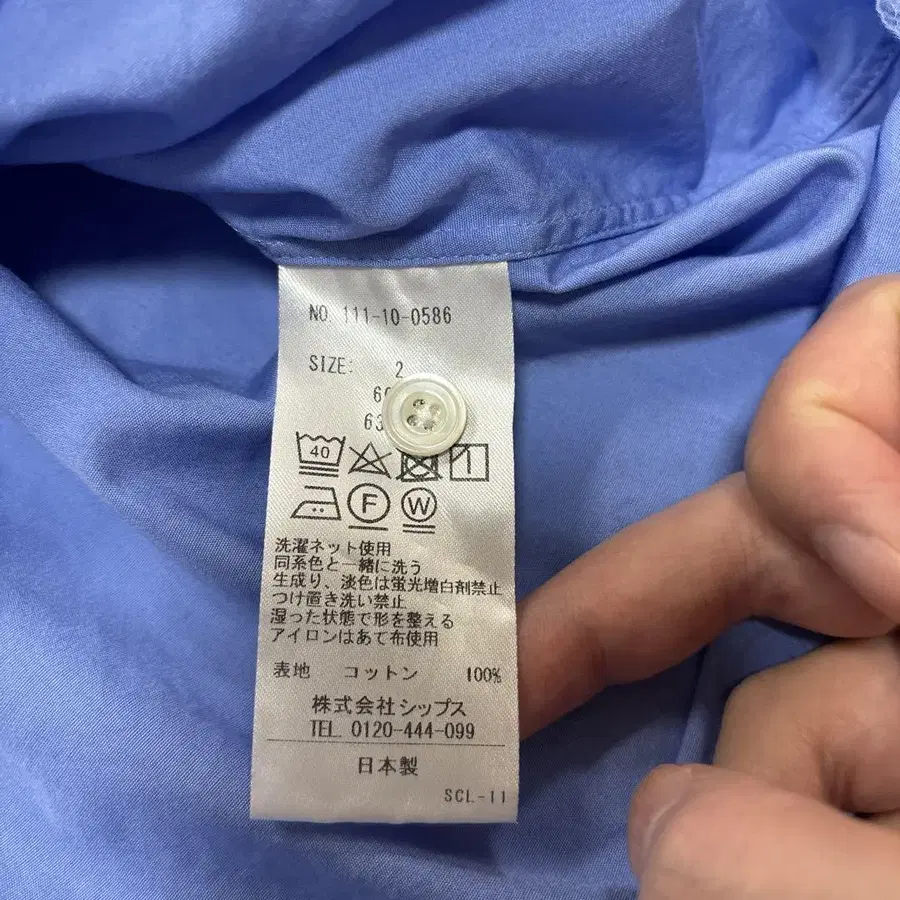 NO. 111-10-0586
SIZE: 2
40
F W
洗濯ネット使用
同系色と一緒に洗う
生成り、淡色は蛍光増白剤禁止
つけ置き洗い禁止
湿った状態で形を整える
アイロンはあて布使用
表地 コットン 100%
株式会社シップス
TEL. 0120-444-099
日本製
SCL-11